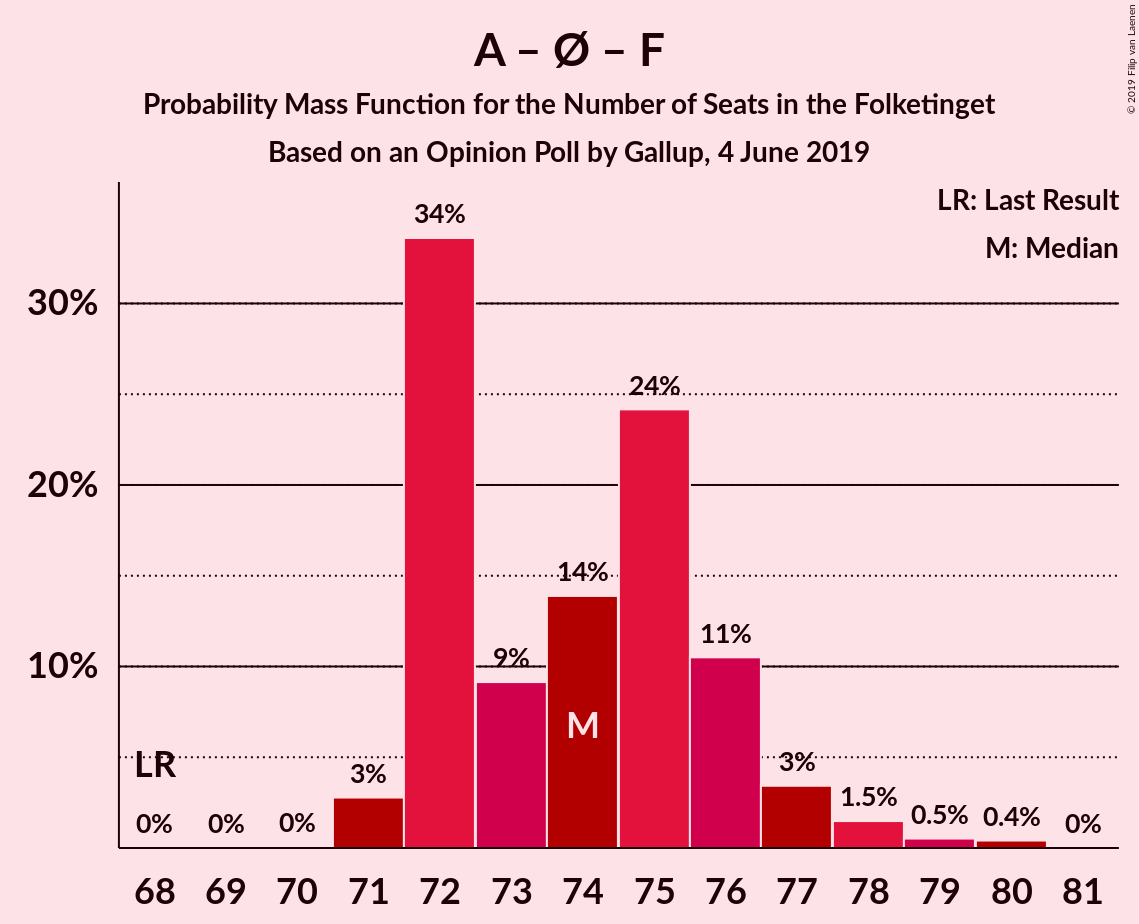 A – Ø – F
Probability Mass Function for the Number of Seats in the Folketinget
Based on an Opinion Poll by Gallup, 4 June 2019
© 2019 Filip van Laenen
LR: Last Result
M: Median
34%
30%
24%
20%
14%
11%
9%
10%
M
LR
3%
3%
1.5%
0.5%
0.4%
0%
0%
0%
0%
68 69 70 71 72 73 74 75 76 77 78 79 80 81